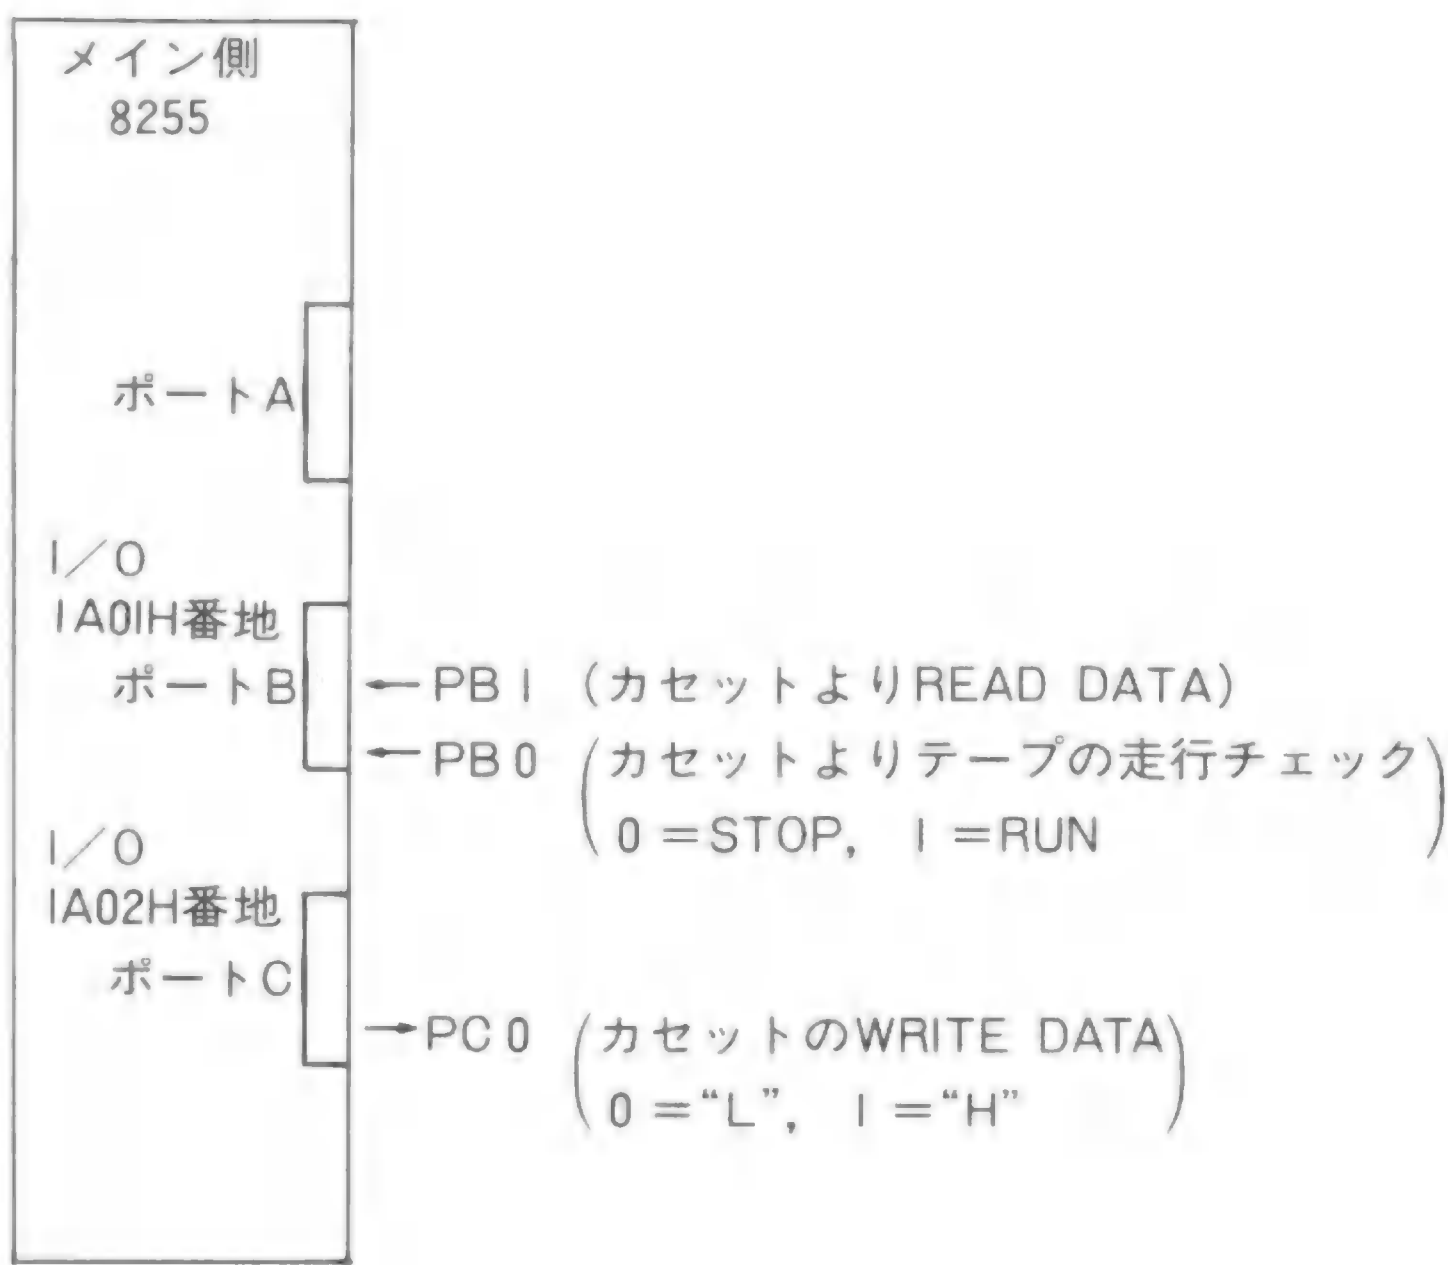 メイン側
8255
ポートA
I/O
1A01H番地
ポートB
←PB1 (カセットよりREAD DATA)
←PB0 (カセットよりテープの走行チェック
0=STOP, 1=RUN)
I/O
1A02H番地
ポートC
→PC0 (カセットのWRITE DATA
0=“L”, 1=“H”)